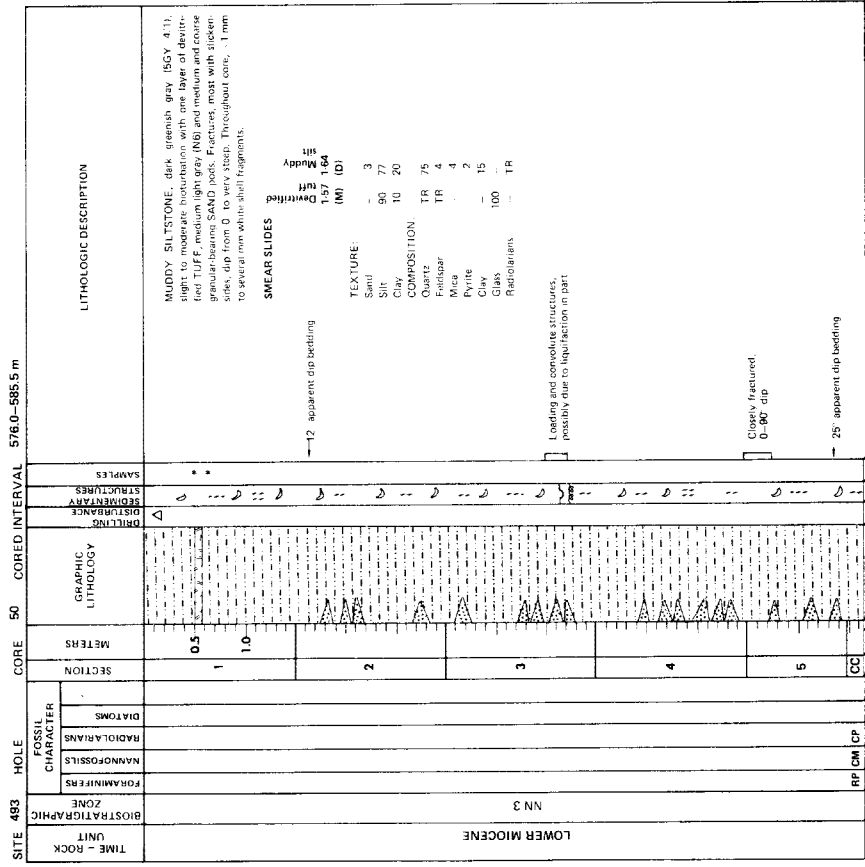 SITE 493 HOLE CORE 50 CORED INTERVAL 576.0–585.5 m
TIME – ROCK
UNIT
BIOSTRATIGRAPHIC
ZONE
FOSSIL
CHARACTER
FORAMINIFERS
NANNOFOSSILS
RADIOLARIANS
DIATOMS
SECTION
METERS
GRAPHIC
LITHOLOGY
DRILLING
DISTURBANCE
SEDIMENTARY
STRUCTURES
SAMPLES
LITHOLOGIC DESCRIPTION
LOWER MIOCENE
NN 3
RP CM CP
1
0.5
1.0
2
3
4
5
CC
MUDDY SILTSTONE, dark greenish gray (5GY 4/1),
slight to moderate bioturbation with one layer of devitri-
fied TUFF, medium light gray (N6) and medium and coarse
granular-bearing SAND pods. Fractures, most with slicken-
sides, dip from 0 to very steep. Throughout core, 1 mm
to several mm white shell fragments.
SMEAR SLIDES
Devitrified
tuff
Muddy
silt
1-57 1-64
(M) (D)
TEXTURE:
Sand – 3
Silt 90 77
Clay 10 20
COMPOSITION:
Quartz TR 75
Feldspar TR 4
Mica - 4
Pyrite 2
Clay – 15
Glass 100 –
Radiolarians – TR
12 apparent dip bedding
Loading and convolute structures,
possibly due to liquifaction in part
Closely fractured,
0–90° dip
25° apparent dip bedding